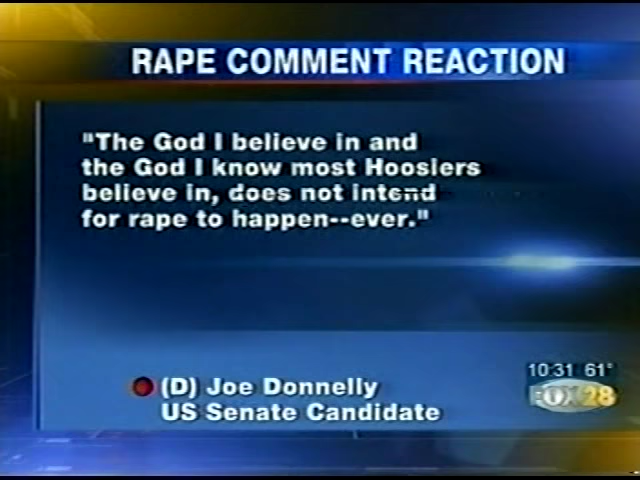 RAPE COMMENT REACTION
"The God I believe in and
the God I know most Hoosiers
believe in, does not intend
for rape to happen--ever."
(D) Joe Donnelly
US Senate Candidate
10:31 61°
FOX 28